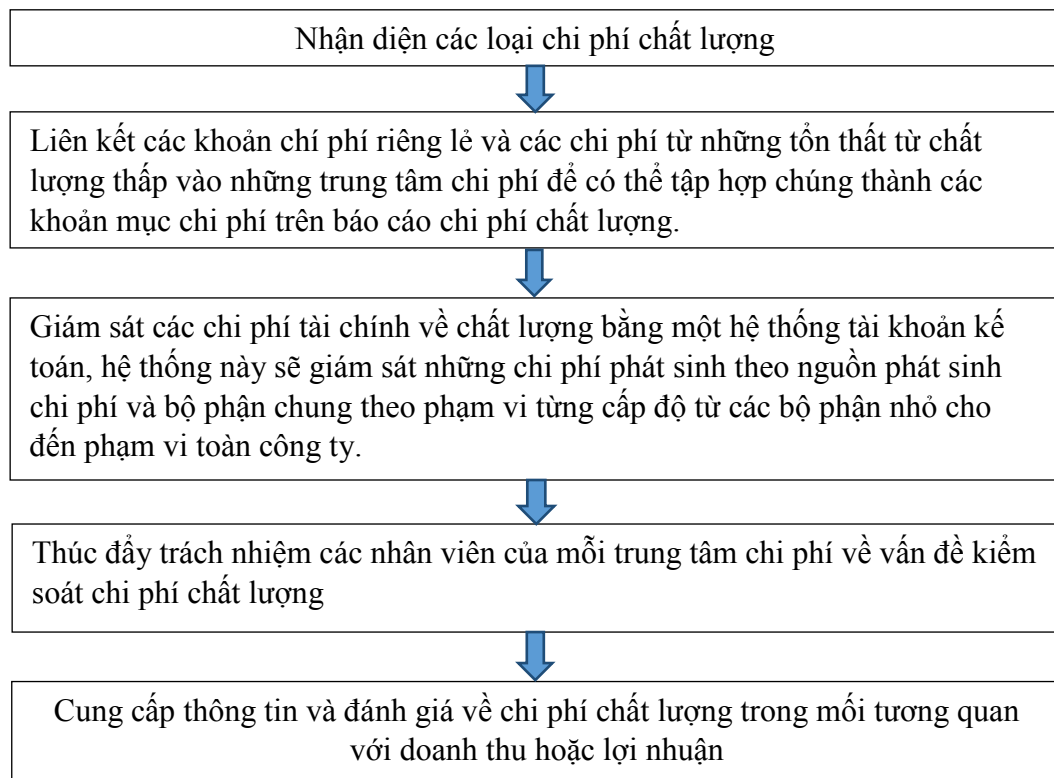 Nhận diện các loại chi phí chất lượng
Liên kết các khoản chí phí riêng lẻ và các chi phí từ những tổn thất từ chất
lượng thấp vào những trung tâm chi phí để có thể tập hợp chúng thành các
khoản mục chi phí trên báo cáo chi phí chất lượng.
Giám sát các chi phí tài chính về chất lượng bằng một hệ thống tài khoản kế
toán, hệ thống này sẽ giám sát những chi phí phát sinh theo nguồn phát sinh
chi phí và bộ phận chung theo phạm vi từng cấp độ từ các bộ phận nhỏ cho
đến phạm vi toàn công ty.
Thúc đẩy trách nhiệm các nhân viên của mỗi trung tâm chi phí về vấn đề kiểm
soát chi phí chất lượng
Cung cấp thông tin và đánh giá về chi phí chất lượng trong mối tương quan
với doanh thu hoặc lợi nhuận